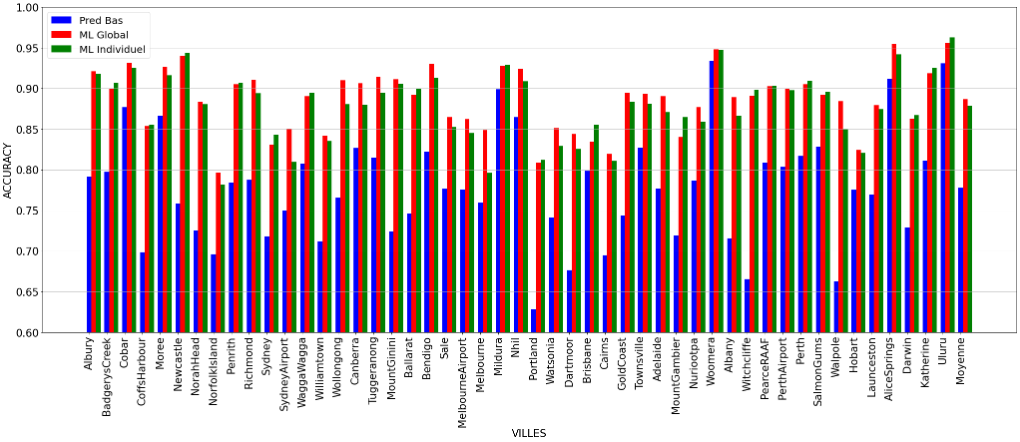 1.00
0.95
0.90
0.85
0.80
0.75
0.70
0.65
0.60
ACCURACY
Pred Bas
ML Global
ML Individuel
Albury
BadgerysCreek
Cobar
CoffsHarbour
Moree
Newcastle
NorahHead
NorfolkIsland
Penrith
Richmond
Sydney
SydneyAirport
WaggaWagga
Williamtown
Wollongong
Canberra
Tuggeranong
MountGinini
Ballarat
Bendigo
Sale
MelbourneAirport
Melbourne
Mildura
Nhil
Portland
Watsonia
Dartmoor
Brisbane
Cairns
GoldCoast
Townsville
Adelaide
MountGambier
Nuriootpa
Woomera
Albany
Witchcliffe
PearceRAAF
PerthAirport
Perth
SalmonGums
Walpole
Hobart
Launceston
AliceSprings
Darwin
Katherine
Uluru
Moyenne
VILLES